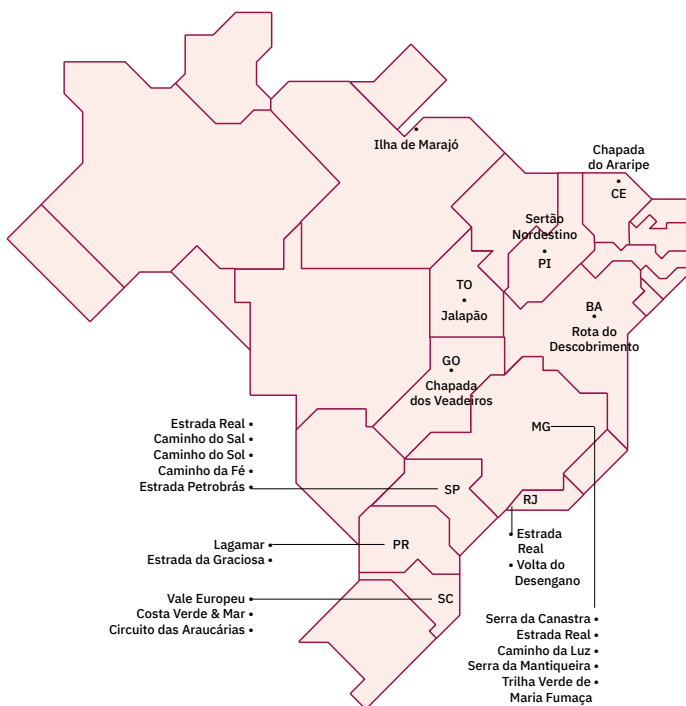 Ilha de Marajó
Chapada
do Araripe
CE
Sertão
Nordestino
PI
TO
Jalapão
BA
Rota do
Descobrimento
GO
Chapada
dos Veadeiros
Estrada Real •
Caminho do Sal •
Caminho do Sol •
Caminho da Fé •
Estrada Petrobrás •
MG
SP
RJ
• Estrada
Real
• Volta do
Desengano
Lagamar •
Estrada da Graciosa •
PR
Vale Europeu •
Costa Verde & Mar •
Circuito das Araucárias •
SC
Serra da Canastra •
Estrada Real •
Caminho da Luz •
Serra da Mantiqueira •
Trilha Verde de •
Maria Fumaça